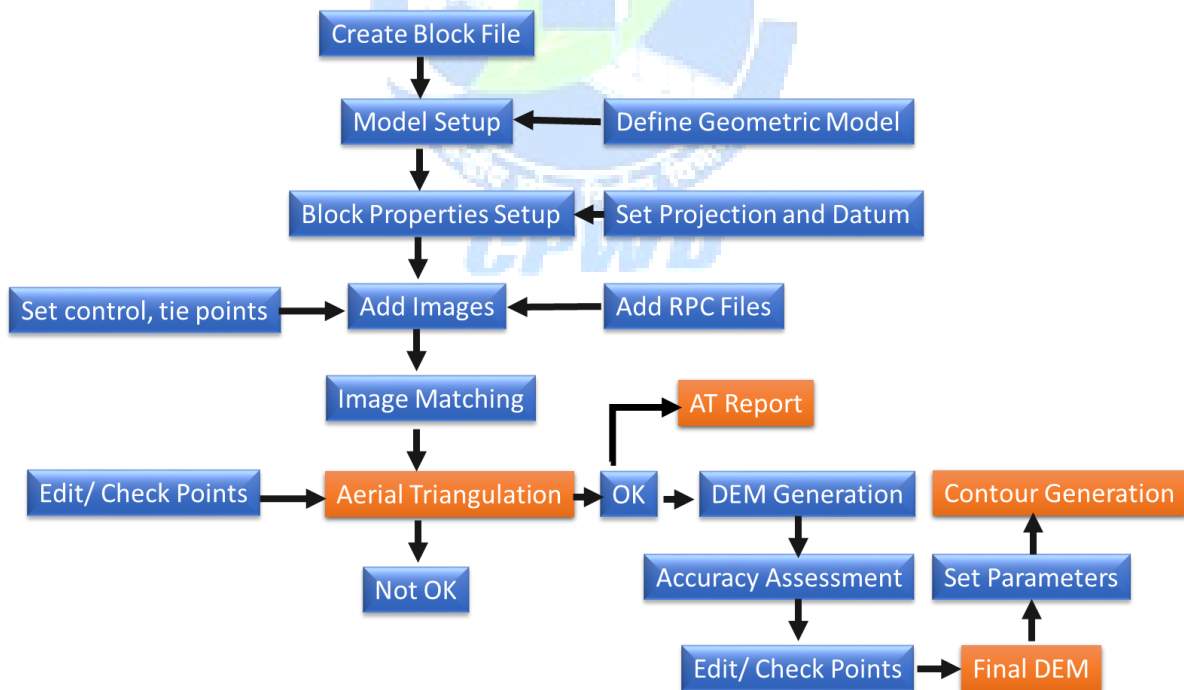 Create Block File
Model Setup
Define Geometric Model
Block Properties Setup
Set Projection and Datum
CPWD
Set control, tie points
Add Images
Add RPC Files
Image Matching
AT Report
Edit/ Check Points
Aerial Triangulation
OK
DEM Generation
Contour Generation
Not OK
Accuracy Assessment
Set Parameters
Edit/ Check Points
Final DEM